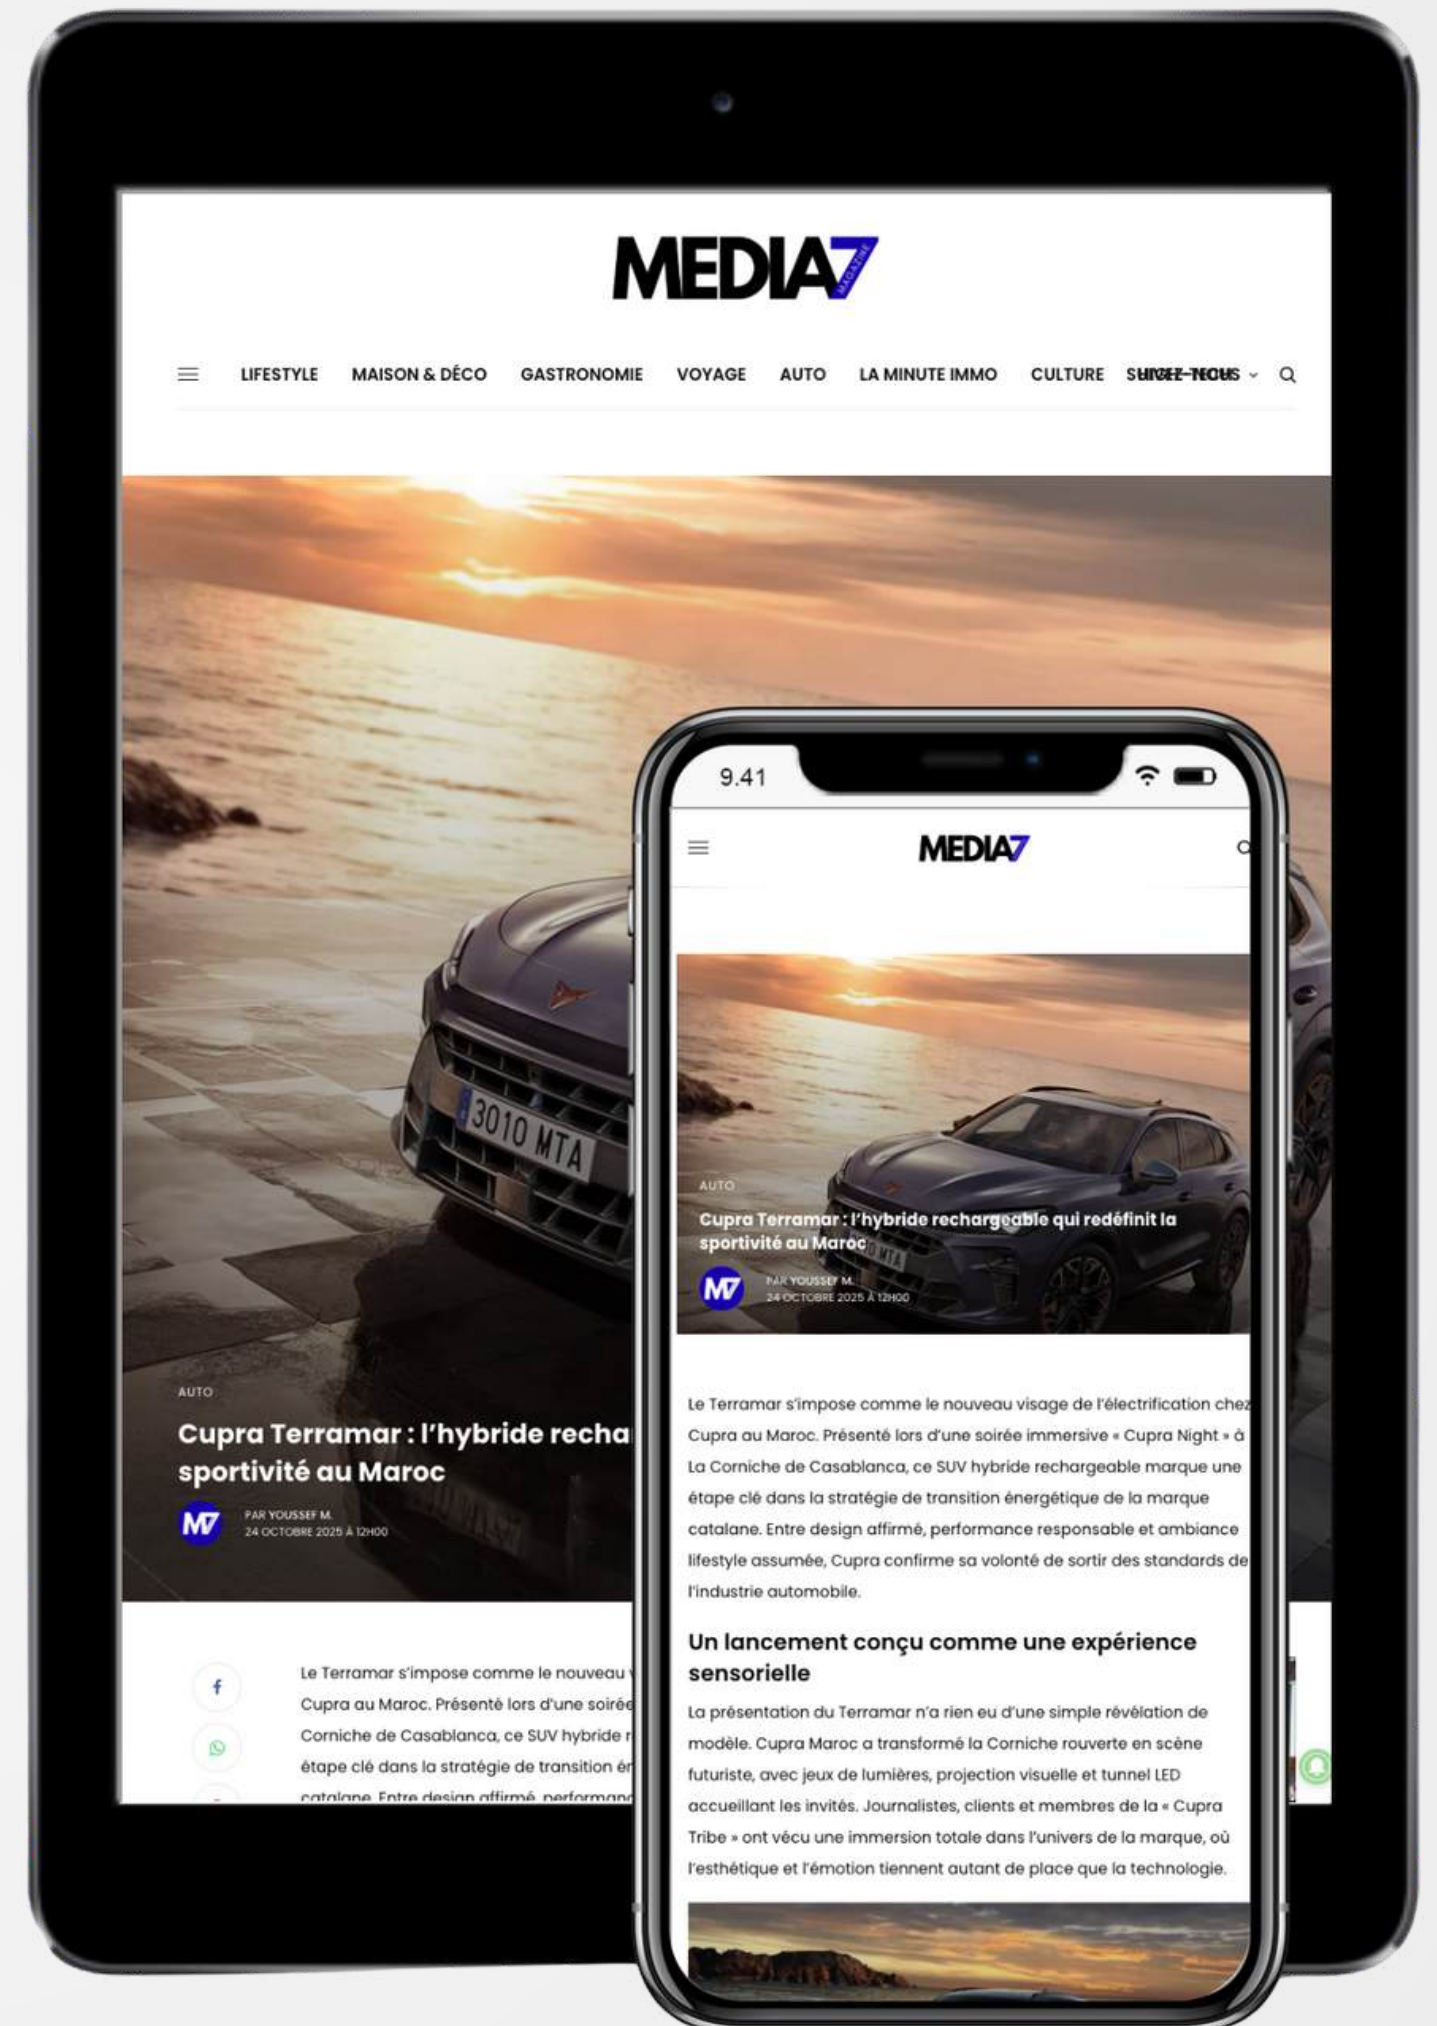 MEDIA7
MAGAZINE
LIFESTYLE MAISON & DÉCO GASTRONOMIE VOYAGE AUTO LA MINUTE IMMO CULTURE
3010 MTA
AUTO
Cupra Terramar : l'hybride recha
sportivité au Maroc
M7
PAR YOUSSEF M.
24 OCTOBRE 2025 À 12H00
Le Terramar s'impose comme le nouveau
Cupra au Maroc. Présenté lors d'une soirée
Corniche de Casablanca, ce SUV hybride r
étape clé dans la stratégie de transition én
catalane. Entre design affirmé, performanc
9.41
MEDIA7
AUTO
Cupra Terramar : l'hybride rechargeable qui redéfinit la
sportivité au Maroc
M7
PAR YOUSSEF M.
24 OCTOBRE 2025 À 12H00
Le Terramar s'impose comme le nouveau visage de l'électrification chez
Cupra au Maroc. Présenté lors d'une soirée immersive « Cupra Night » à
La Corniche de Casablanca, ce SUV hybride rechargeable marque une
étape clé dans la stratégie de transition énergétique de la marque
catalane. Entre design affirmé, performance responsable et ambiance
lifestyle assumée, Cupra confirme sa volonté de sortir des standards de
l'industrie automobile.
Un lancement conçu comme une expérience
sensorielle
La présentation du Terramar n'a rien eu d'une simple révélation de
modèle. Cupra Maroc a transformé la Corniche rouverte en scène
futuriste, avec jeux de lumières, projection visuelle et tunnel LED
accueillant les invités. Journalistes, clients et membres de la « Cupra
Tribe » ont vécu une immersion totale dans l'univers de la marque, où
l'esthétique et l'émotion tiennent autant de place que la technologie.